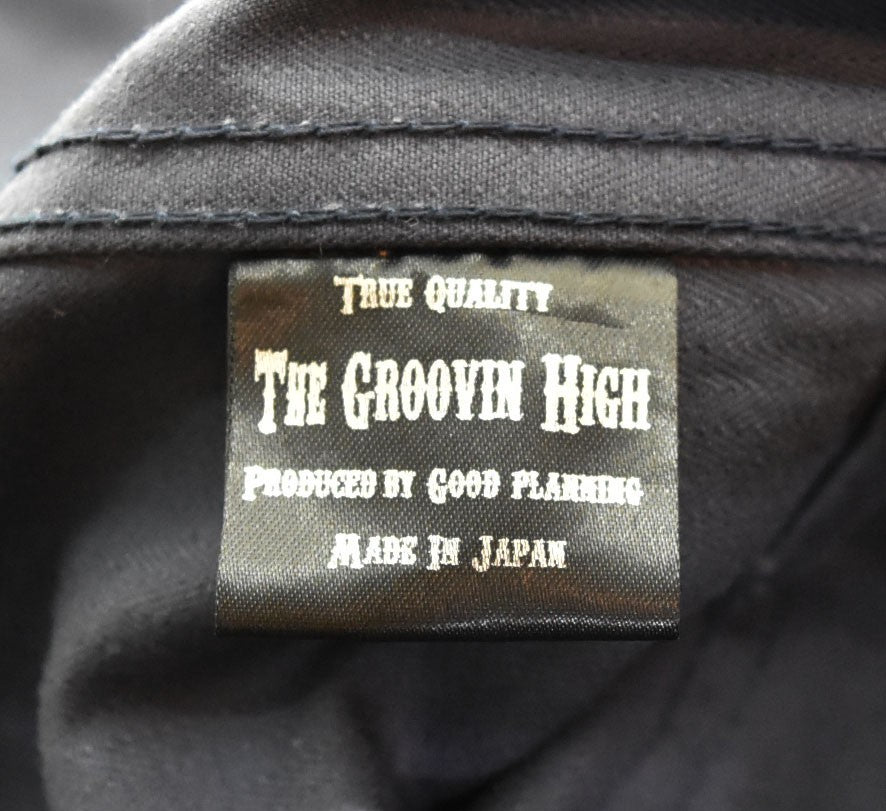 True Quality
The Groovin High
Produced by Good planning
Made In Japan